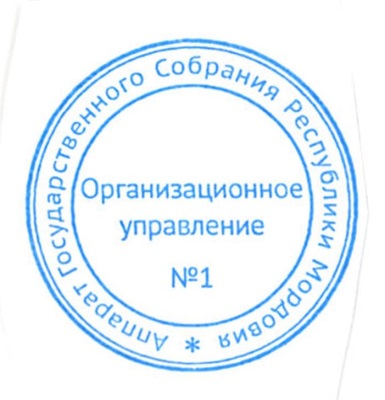 Аппарат Государственного Собрания Республики Мордовия *
Организационное
управление
№1